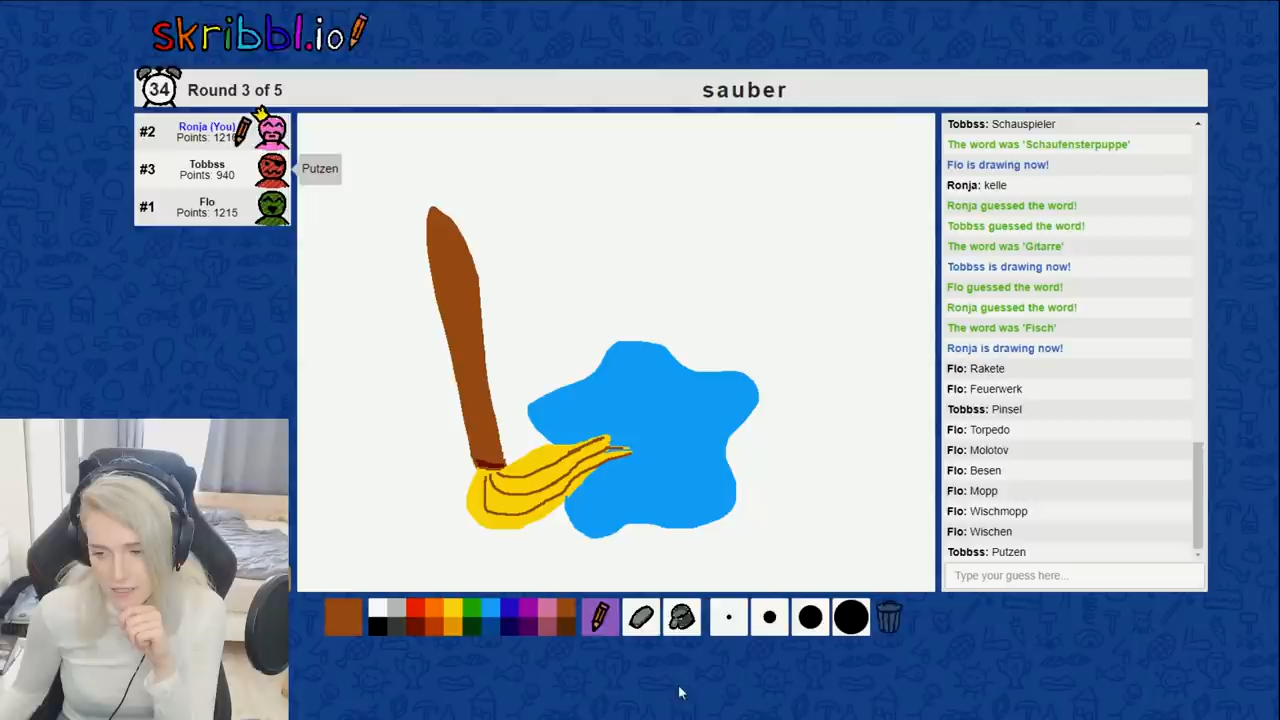 skribbl.io
34
Round 3 of 5
sauber
#2
Ronja (You)
Points: 1210
#3
Tobbss
Points: 940
Putzen
#1
Flo
Points: 1215
Tobbss: Schauspieler
The word was 'Schaufensterpuppe'
Flo is drawing now!
Ronja: kelle
Ronja guessed the word!
Tobbss guessed the word!
The word was 'Gitarre'
Tobbss is drawing now!
Flo guessed the word!
Ronja guessed the word!
The word was 'Fisch'
Ronja is drawing now!
Flo: Rakete
Flo: Feuerwerk
Tobbss: Pinsel
Flo: Torpedo
Flo: Molotov
Flo: Besen
Flo: Mopp
Flo: Wischmopp
Flo: Wischen
Tobbss: Putzen
Type your guess here...